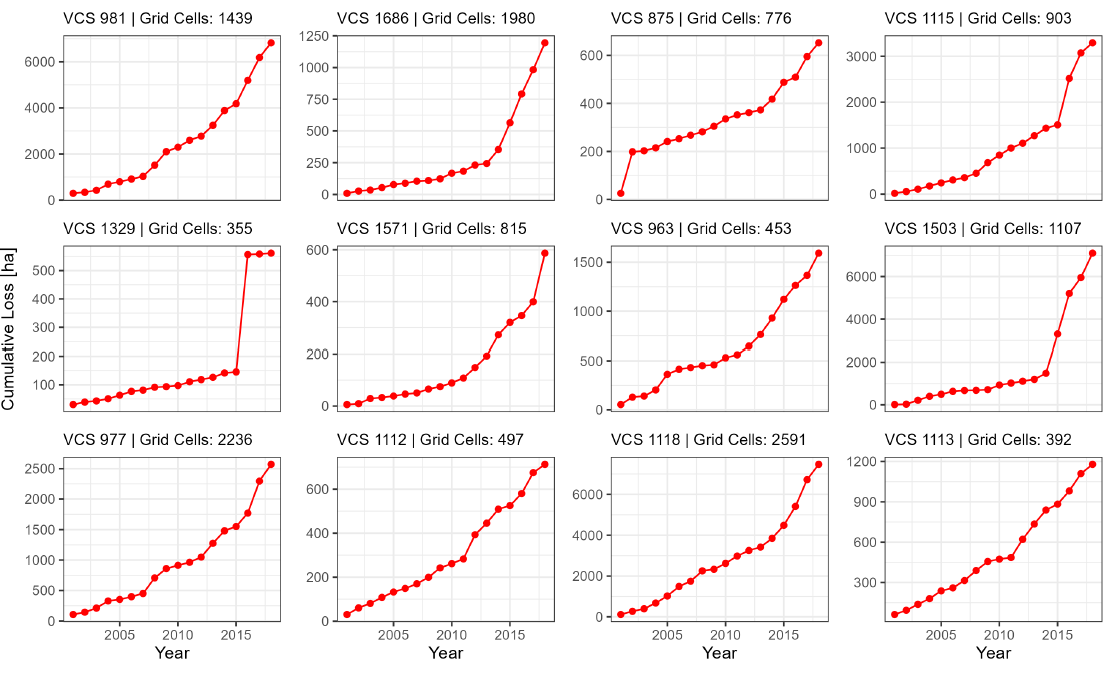 VCS 981 | Grid Cells: 1439
VCS 1686 | Grid Cells: 1980
VCS 875 | Grid Cells: 776
VCS 1115 | Grid Cells: 903
6000
4000
2000
0
1250
1000
750
500
250
0
600
400
200
0
3000
2000
1000
0
Cumulative Loss [ha]
VCS 1329 | Grid Cells: 355
VCS 1571 | Grid Cells: 815
VCS 963 | Grid Cells: 453
VCS 1503 | Grid Cells: 1107
500
400
300
200
100
600
400
200
0
1500
1000
500
0
6000
4000
2000
0
VCS 977 | Grid Cells: 2236
VCS 1112 | Grid Cells: 497
VCS 1118 | Grid Cells: 2591
VCS 1113 | Grid Cells: 392
2500
2000
1500
1000
500
0
600
400
200
0
6000
4000
2000
0
1200
900
600
300
2005 2010 2015
2005 2010 2015
2005 2010 2015
2005 2010 2015
Year
Year
Year
Year